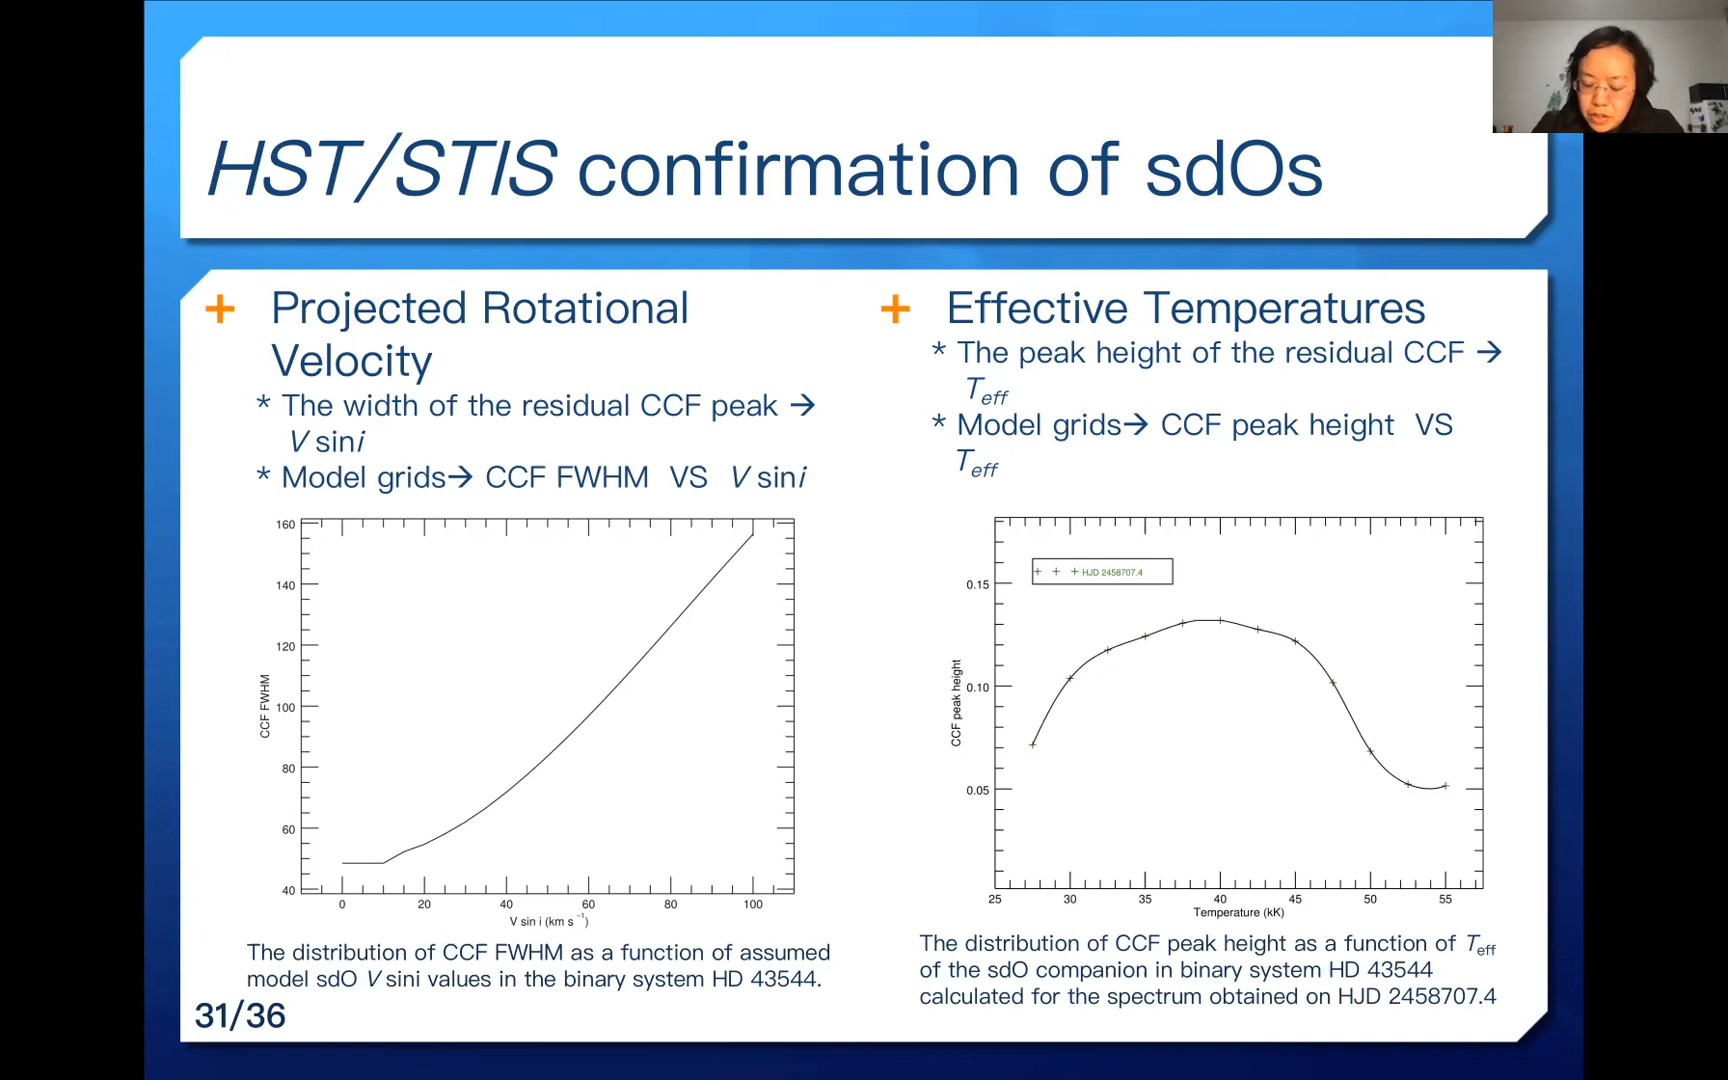 HST/STIS confirmation of sdOs
+ Projected Rotational
Velocity
* The width of the residual CCF peak →
V sini
* Model grids→ CCF FWHM VS V sini
160
140
120
100
80
60
40
CCF FWHM
0 20 40 60 80 100
V sin i (km s⁻¹)
The distribution of CCF FWHM as a function of assumed
model sdO V sini values in the binary system HD 43544.
+ Effective Temperatures
* The peak height of the residual CCF →
Teff
* Model grids→ CCF peak height VS
Teff
+ + + HJD 2458707.4
0.15
0.10
0.05
CCF peak height
25 30 35 40 45 50 55
Temperature (kK)
The distribution of CCF peak height as a function of Teff
of the sdO companion in binary system HD 43544
calculated for the spectrum obtained on HJD 2458707.4
31/36